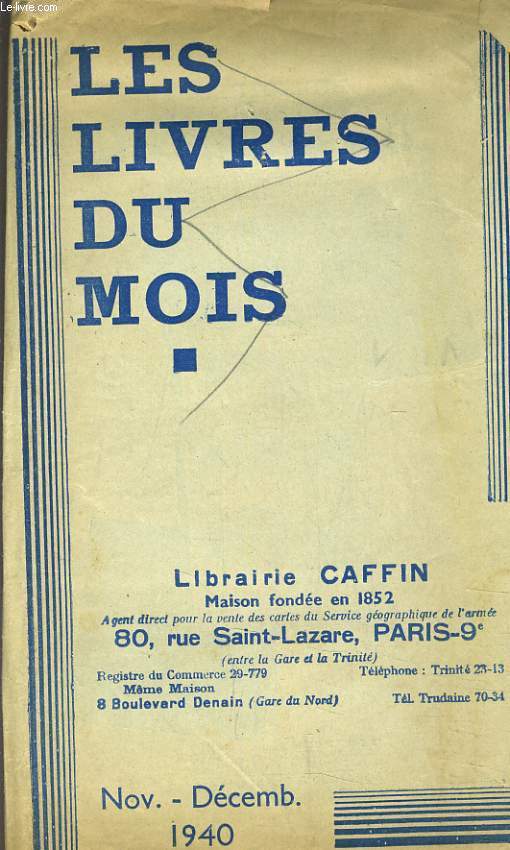 Le-livre.com
LES
LIVRES
DU
MOIS
Librairie CAFFIN
Maison fondée en 1852
Agent direct pour la vente des cartes du Service géographique de l'armée
80, rue Saint-Lazare, PARIS-9e
(entre la Gare et la Trinité)
Registre du Commerce 29-779 Téléphone : Trinité 23-13
Même Maison
8 Boulevard Denain (Gare du Nord) Tél. Trudaine 70-34
Nov. - Décemb.
1940